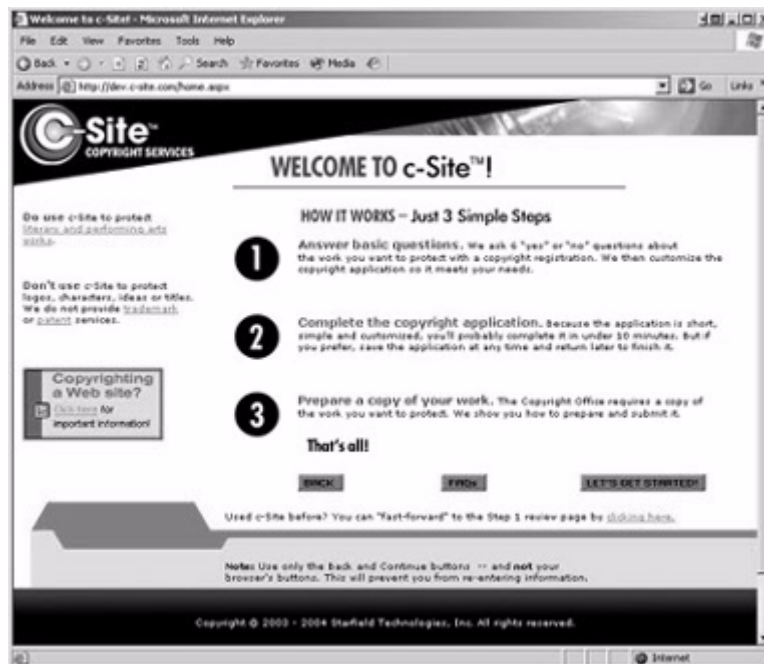 Welcome to c-Site! - Microsoft Internet Explorer
File Edit View Favorites Tools Help
Back Search Favorites Media
Address http://dev.c-site.com/home.aspx Go Links
C-Site™
COPYRIGHT SERVICES
WELCOME TO c-Site™!
Do use c-Site to protect
literary and performing arts
works.
Don't use c-Site to protect
logos, characters, ideas or titles.
We do not provide trademark
or patent services.
Copyrighting
a Web site?
Click here for
important information!
HOW IT WORKS – Just 3 Simple Steps
1
Answer basic questions. We ask 6 "yes" or "no" questions about
the work you want to protect with a copyright registration. We then customize the
copyright application so it meets your needs.
2
Complete the copyright application. Because the application is short,
simple and customized, you'll probably complete it in under 10 minutes. But if
you prefer, save the application at any time and return later to finish it.
3
Prepare a copy of your work. The Copyright Office requires a copy of
the work you want to protect. We show you how to prepare and submit it.
That's all!
BACK FAQs LET'S GET STARTED!
Used c-Site before? You can "fast-forward" to the Step 1 review page by clicking here.
Note: Use only the Back and Continue buttons -- and not your
browser's buttons. This will prevent you from re-entering information.
Copyright © 2003 - 2004 Starfield Technologies, Inc. All rights reserved.
Internet